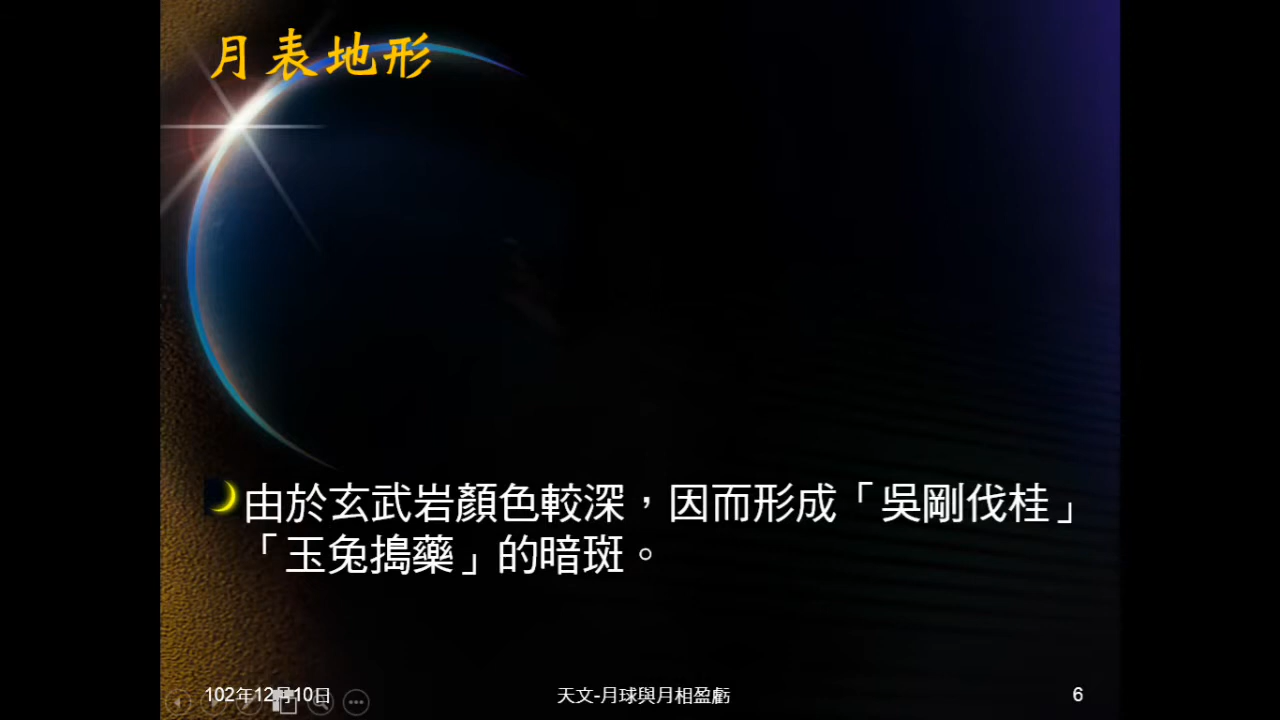 月表地形
由於玄武岩顏色較深，因而形成「吳剛伐桂」
「玉兔搗藥」的暗斑。
102年12月10日
天文-月球與月相盈虧
6